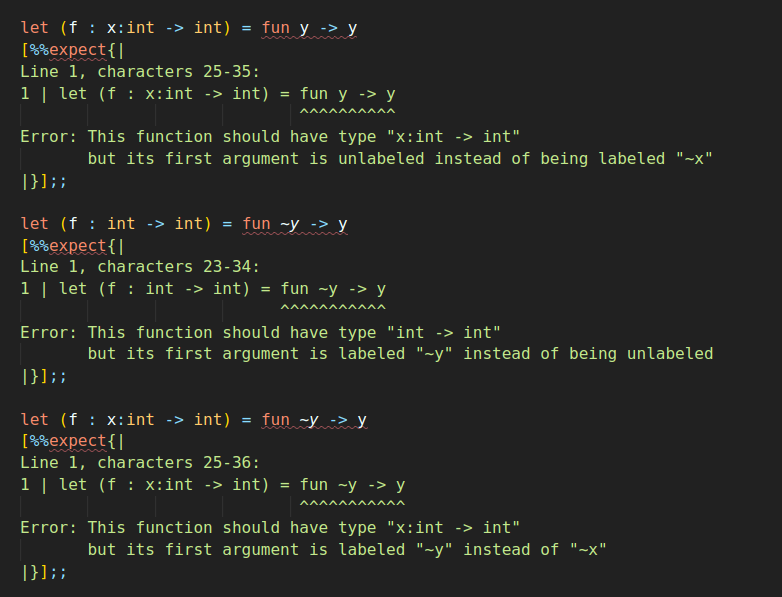 let (f : x:int -> int) = fun y -> y
[%%expect{|
Line 1, characters 25-35:
1 | let (f : x:int -> int) = fun y -> y
                             ^^^^^^^^^^
Error: This function should have type "x:int -> int"
       but its first argument is unlabeled instead of being labeled "~x"
|}];;

let (f : int -> int) = fun ~y -> y
[%%expect{|
Line 1, characters 23-34:
1 | let (f : int -> int) = fun ~y -> y
                           ^^^^^^^^^^^
Error: This function should have type "int -> int"
       but its first argument is labeled "~y" instead of being unlabeled
|}];;

let (f : x:int -> int) = fun ~y -> y
[%%expect{|
Line 1, characters 25-36:
1 | let (f : x:int -> int) = fun ~y -> y
                             ^^^^^^^^^^^
Error: This function should have type "x:int -> int"
       but its first argument is labeled "~y" instead of "~x"
|}];;